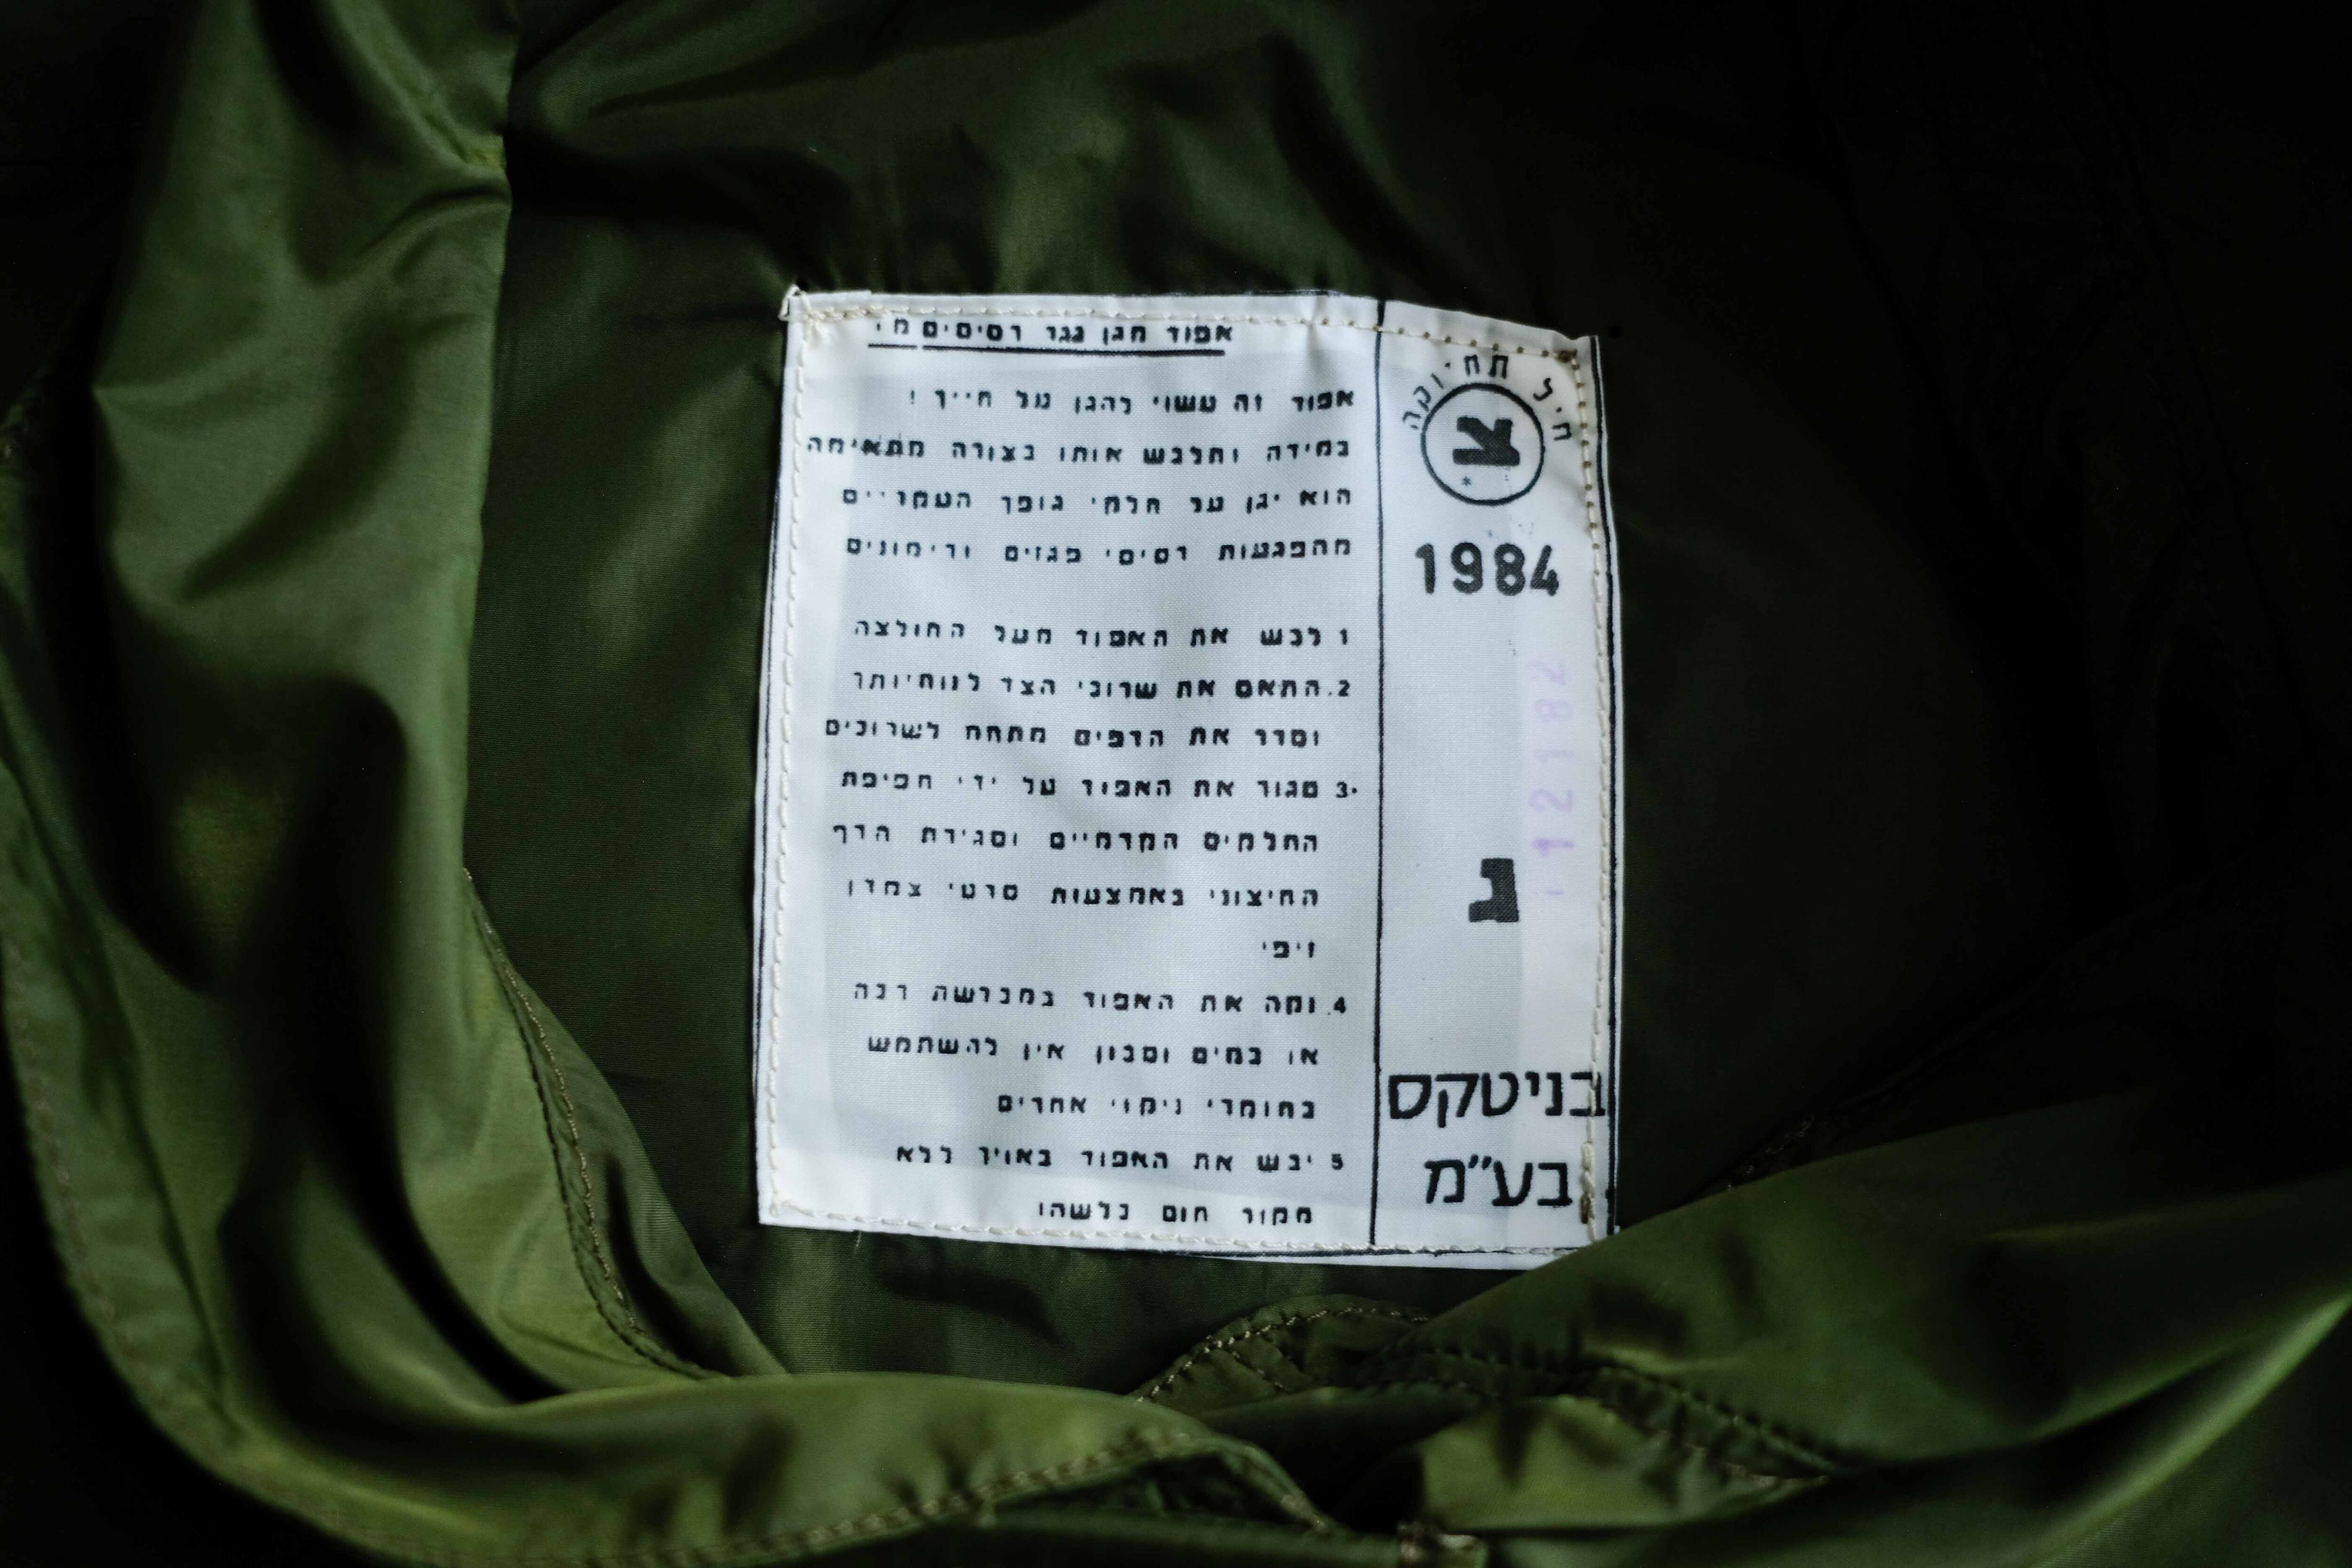 אפוד מגן נגד רסיסים מי
אפוד זה עשוי להגן על חייך !
במידה ותלבש אותו בצורה מתאימה
הוא יגן על חלקי גופך העקריים
מהפגעות רסיסי פגזים ורימונים
1 לבש את האפוד מעל החולצה
2. התאם את שרוכי הצד לנוחיותך
וסדר את הדפים מתחת לשרוכים
3. סגור את האפוד על ידי חפיפת
החלקים הקדמיים וסגירת הדף
החיצוני באמצעות סרטי צמדן
זיפי
4. נקה את האפוד במברשת רכה
או במים וסבון אין להשתמש
בחומרי ניקוי אחרים
5 יבש את האפוד באויר ללא
מקור חום כלשהו
חיל תחזוקה
צ
*
1984
ג
בניטקס
בע״מ